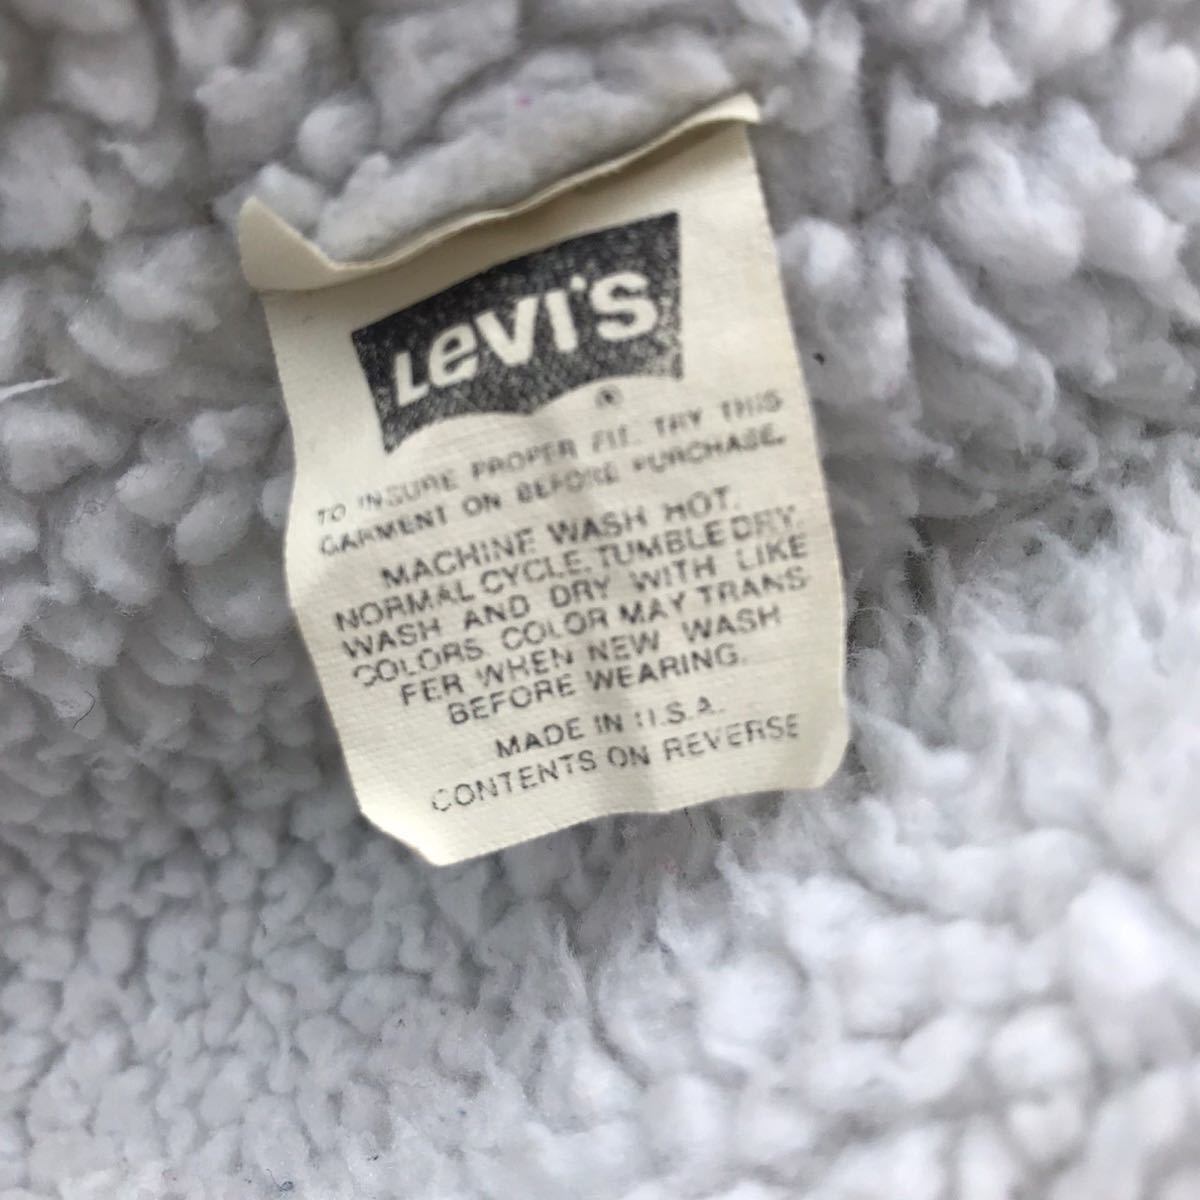 LEVI'S
®
TO INSURE PROPER FIT. TRY THIS
GARMENT ON BEFORE PURCHASE.
MACHINE WASH HOT.
NORMAL CYCLE, TUMBLE DRY.
WASH AND DRY WITH LIKE
COLORS. COLOR MAY TRANS-
FER WHEN NEW WASH
BEFORE WEARING.
MADE IN U.S.A.
CONTENTS ON REVERSE